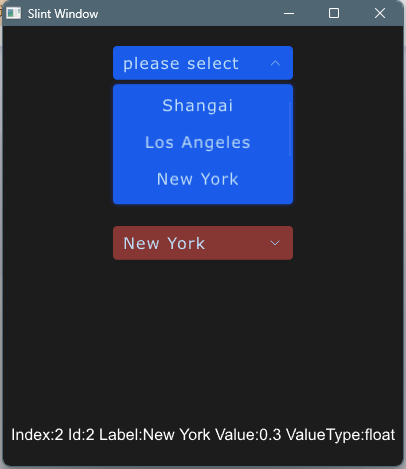 Slint Window
please select
Shangai
Los Angeles
New York
New York
Index:2 Id:2 Label:New York Value:0.3 ValueType:float